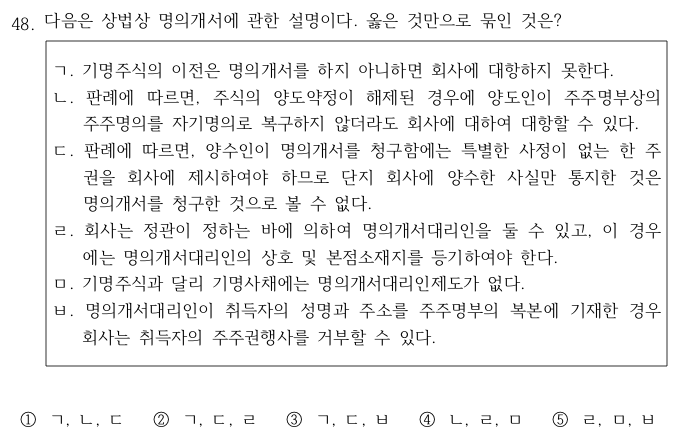 48. 다음은 상법상 명의개서에 관한 설명이다. 옳은 것만으로 묶인 것은?
ㄱ. 기명주식의 이전은 명의개서를 하지 아니하면 회사에 대항하지 못한다.
ㄴ. 판례에 따르면, 주식의 양도약정이 해제된 경우에 양도인이 주주명부상의
주주명의를 자기명의로 복구하지 않더라도 회사에 대하여 대항할 수 있다.
ㄷ. 판례에 따르면, 양수인이 명의개서를 청구함에는 특별한 사정이 없는 한 주
권을 회사에 제시하여야 하므로 단지 회사에 양수한 사실만 통지한 것은
명의개서를 청구한 것으로 볼 수 없다.
ㄹ. 회사는 정관이 정하는 바에 의하여 명의개서대리인을 둘 수 있고, 이 경우
에는 명의개서대리인의 상호 및 본점소재지를 등기하여야 한다.
ㅁ. 기명주식과 달리 기명사채에는 명의개서대리인제도가 없다.
ㅂ. 명의개서대리인이 취득자의 성명과 주소를 주주명부의 복본에 기재한 경우
회사는 취득자의 주주권행사를 거부할 수 있다.
① ㄱ, ㄴ, ㄷ ② ㄱ, ㄷ, ㄹ ③ ㄱ, ㄷ, ㅂ ④ ㄴ, ㄹ, ㅁ ⑤ ㄹ, ㅁ, ㅂ